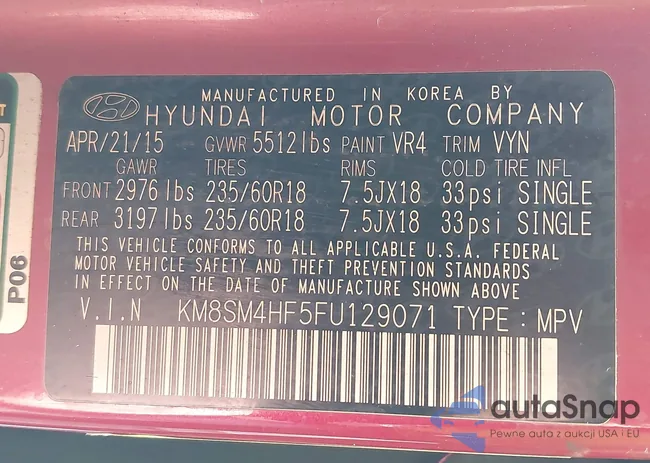 MANUFACTURED IN KOREA BY
HYUNDAI MOTOR COMPANY
APR/21/15 GVWR 5512lbs PAINT VR4 TRIM VYN
GAWR TIRES RIMS COLD TIRE INFL
FRONT 2976lbs 235/60R18 7.5JX18 33psi SINGLE
REAR 3197lbs 235/60R18 7.5JX18 33psi SINGLE
THIS VEHICLE CONFORMS TO ALL APPLICABLE U.S.A. FEDERAL
MOTOR VEHICLE SAFETY AND THEFT PREVENTION STANDARDS
IN EFFECT ON THE DATE OF MANUFACTURE SHOWN ABOVE
V.I.N KM8SM4HF5FU129071 TYPE : MPV
P06
autaSnap
Pewne auta z aukcji USA i EU